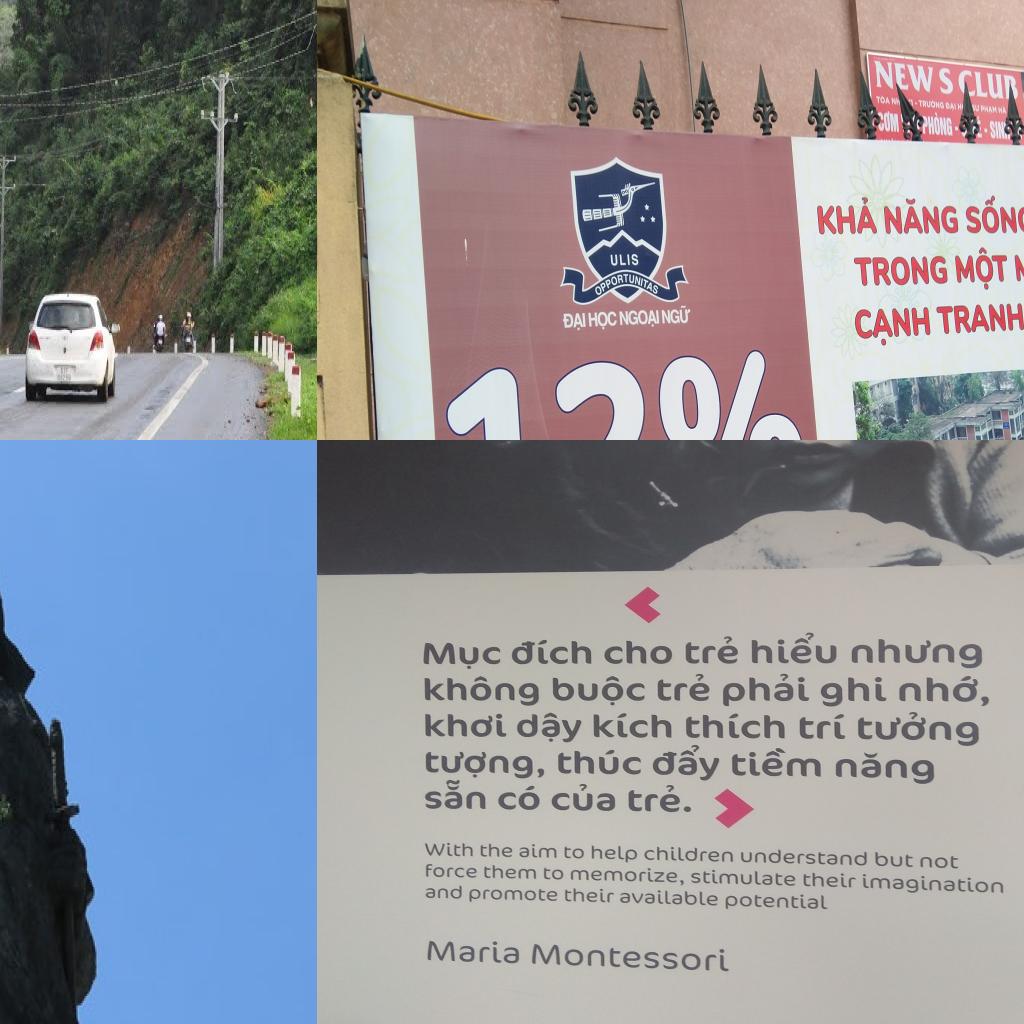 NEWS CLUB
ULIS
OPPORTUNITAS
ĐẠI HỌC NGOẠI NGỮ
12%
KHẢ NĂNG SỐNG
TRONG MỘT
CẠNH TRANH
Mục đích cho trẻ hiểu nhưng
không buộc trẻ phải ghi nhớ,
khơi dậy kích thích trí tưởng
tượng, thúc đẩy tiềm năng
sẵn có của trẻ.
With the aim to help children understand but not
force them to memorize, stimulate their imagination
and promote their available potential
Maria Montessori